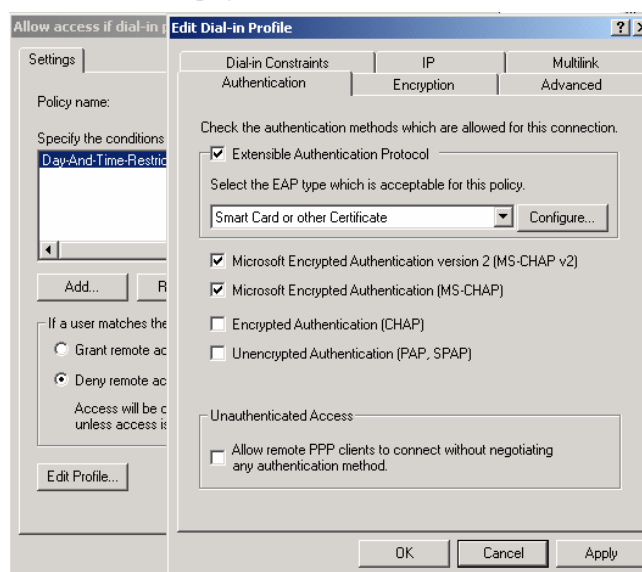 Allow access if dial-in
Edit Dial-in Profile
Settings
Policy name:
Specify the conditions
Day-And-Time-Restric
Add...
R
If a user matches the
Grant remote ac
Deny remote ac
Access will be
unless access is
Edit Profile...
Dial-in Constraints
IP
Multilink
Authentication
Encryption
Advanced
Check the authentication methods which are allowed for this connection.
Extensible Authentication Protocol
Select the EAP type which is acceptable for this policy.
Smart Card or other Certificate
Configure...
Microsoft Encrypted Authentication version 2 (MS-CHAP v2)
Microsoft Encrypted Authentication (MS-CHAP)
Encrypted Authentication (CHAP)
Unencrypted Authentication (PAP, SPAP)
Unauthenticated Access
Allow remote PPP clients to connect without negotiating
any authentication method.
OK
Cancel
Apply